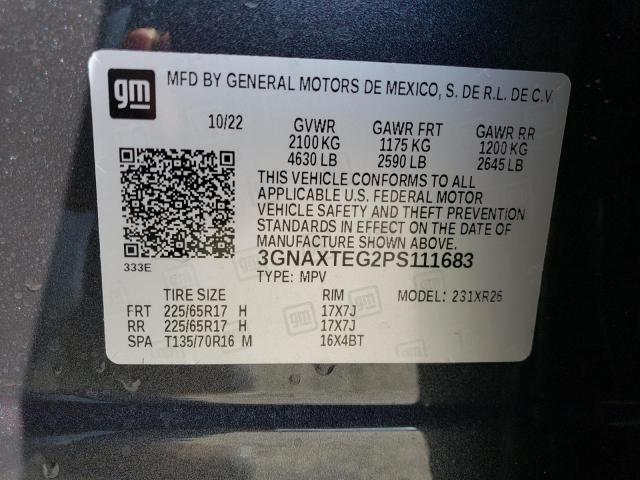 gm
MFD BY GENERAL MOTORS DE MEXICO, S. DE R.L. DE C.V.
10/22 GVWR GAWR FRT GAWR RR
2100 KG 1175 KG 1200 KG
4630 LB 2590 LB 2645 LB
THIS VEHICLE CONFORMS TO ALL
APPLICABLE U.S. FEDERAL MOTOR
VEHICLE SAFETY AND THEFT PREVENTION
STANDARDS IN EFFECT ON THE DATE OF
MANUFACTURE SHOWN ABOVE.
333E
3GNAXTEG2PS111683
TYPE: MPV
TIRE SIZE RIM MODEL: 231XR26
FRT 225/65R17 H 17X7J
RR 225/65R17 H 17X7J
SPA T135/70R16 M 16X4BT